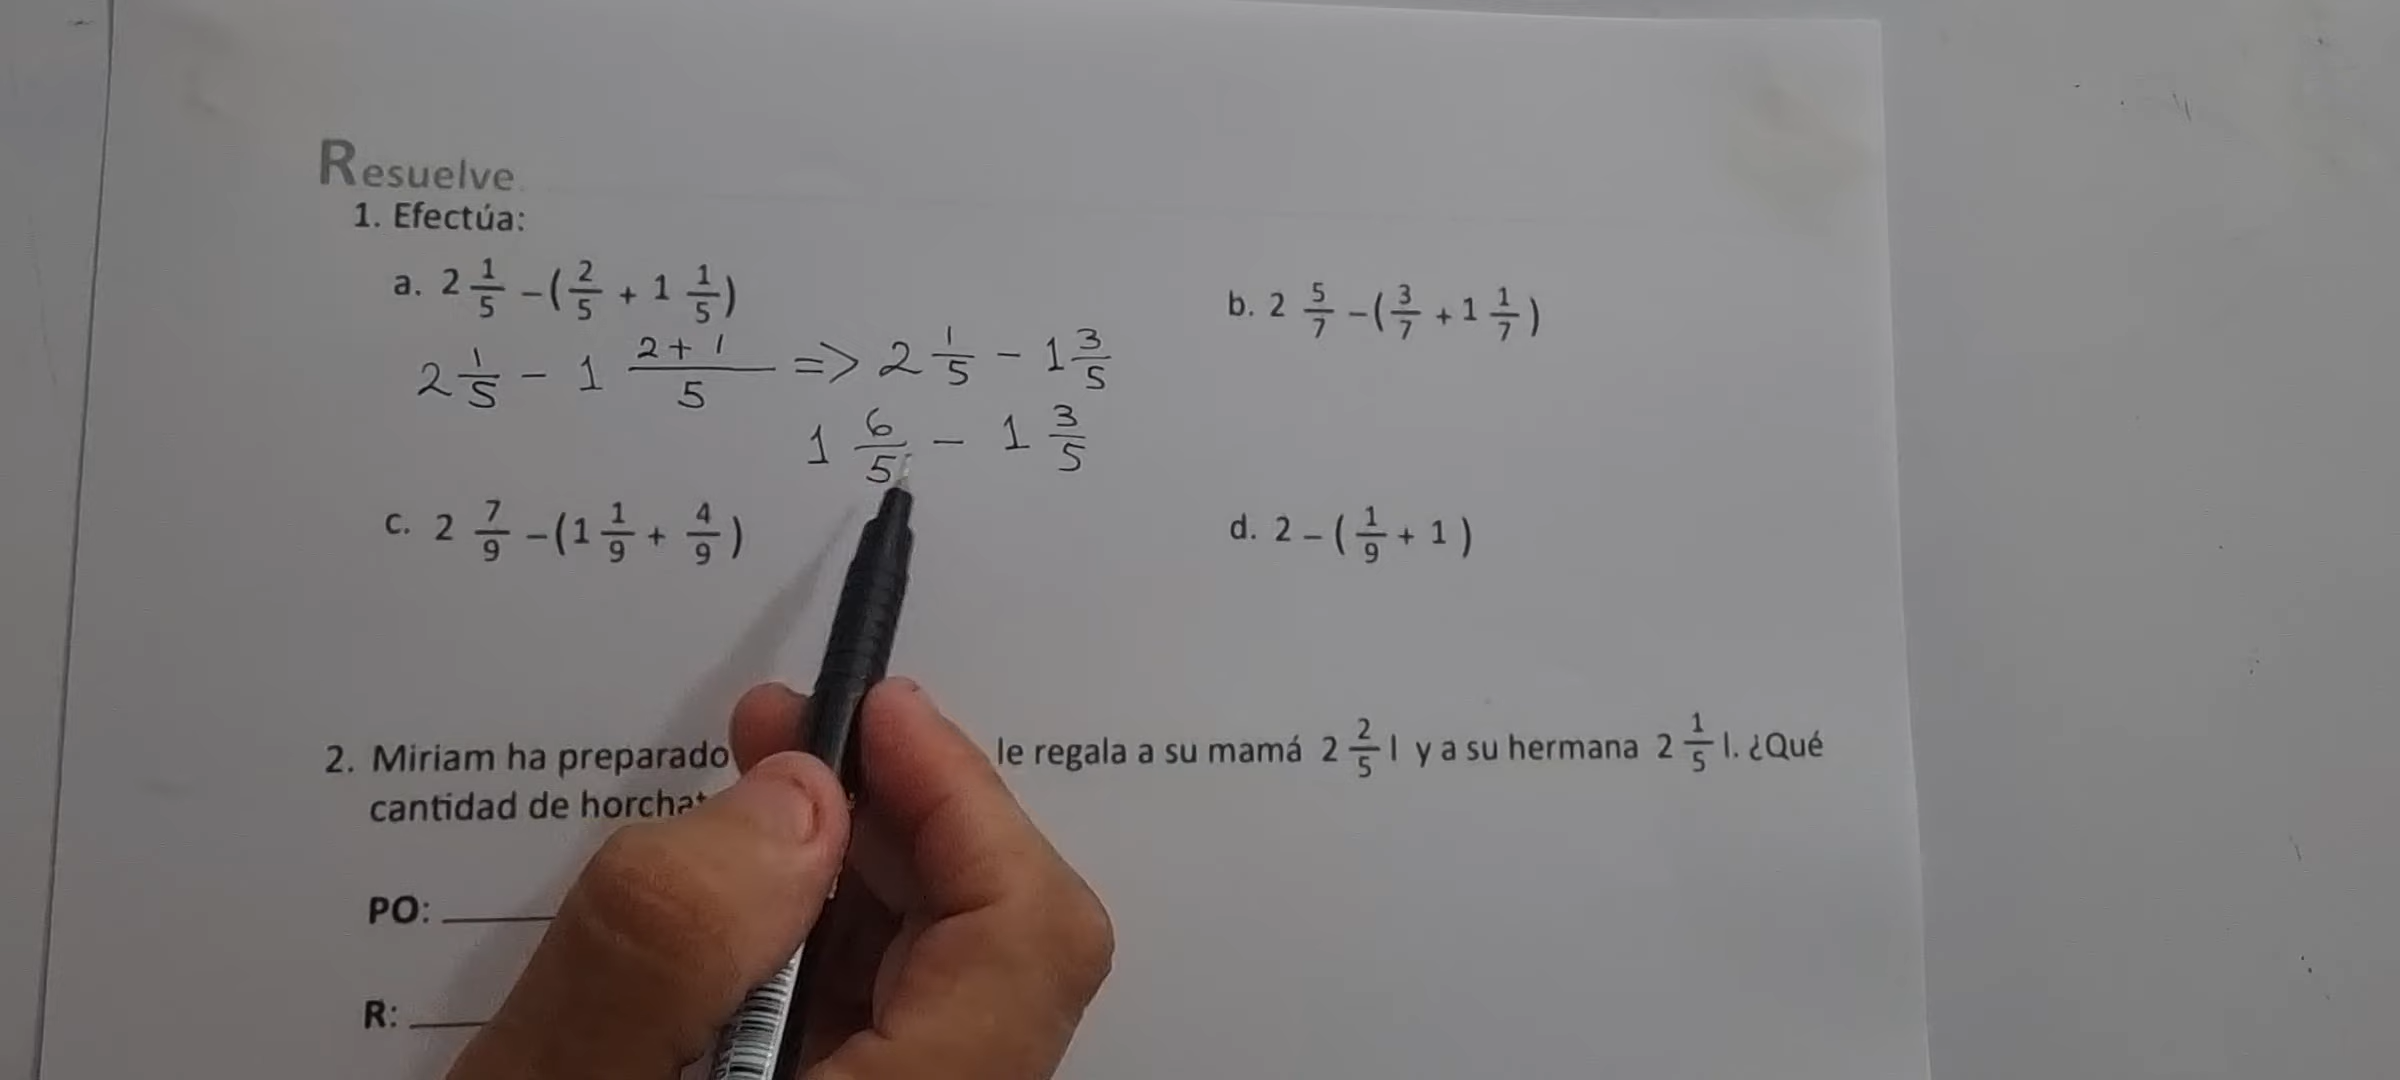 Resuelve
1. Efectúa:
a. 2 1/5 – (2/5 + 1 1/5)
b. 2 5/7 – (3/7 + 1 1/7)
2 1/5 – 1 (2+1)/5 => 2 1/5 – 1 3/5
1 6/5 – 1 3/5
c. 2 7/9 – (1 1/9 + 4/9)
d. 2 – (1/9 + 1)
2. Miriam ha preparado le regala a su mamá 2 2/5 l y a su hermana 2 1/5 l. ¿Qué
cantidad de
PO:
R: